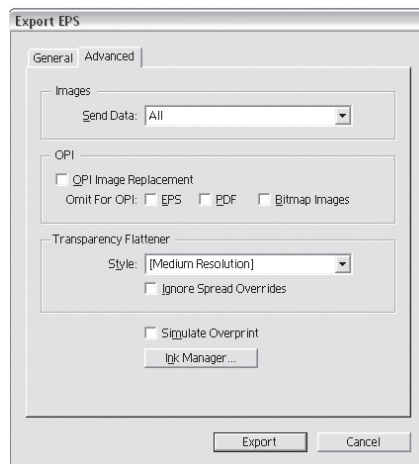 Export EPS
General Advanced
Images
Send Data: All
OPI
OPI Image Replacement
Omit For OPI: EPS PDF Bitmap Images
Transparency Flattener
Style: [Medium Resolution]
Ignore Spread Overrides
Simulate Overprint
Ink Manager...
Export Cancel